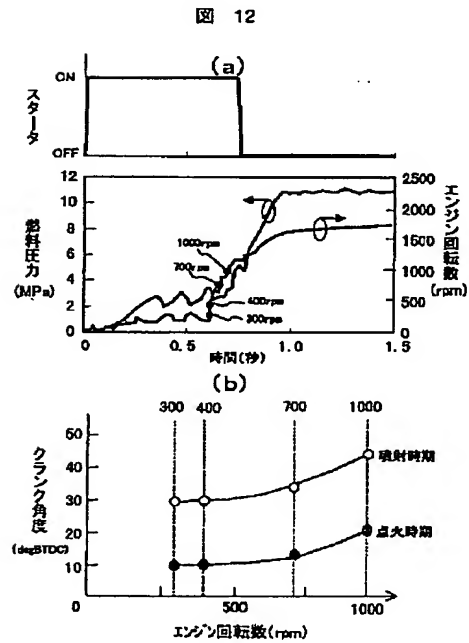 図 12
(a)
ON
スタータ
OFF
12
10
8
6
4
2
0
燃料圧力
(MPa)
1000rpm
700rpm
400rpm
300rpm
2,500
2000
1500
1000
500
0
エンジン回転数
(rpm)
0 0.5 1.0 1.5
時間(秒)
(b)
300 400 700 1000
50
40
30
20
10
クランク角度
(degBTDC)
噴射時期
点火時期
500 1000
エンジン回転数(rpm)